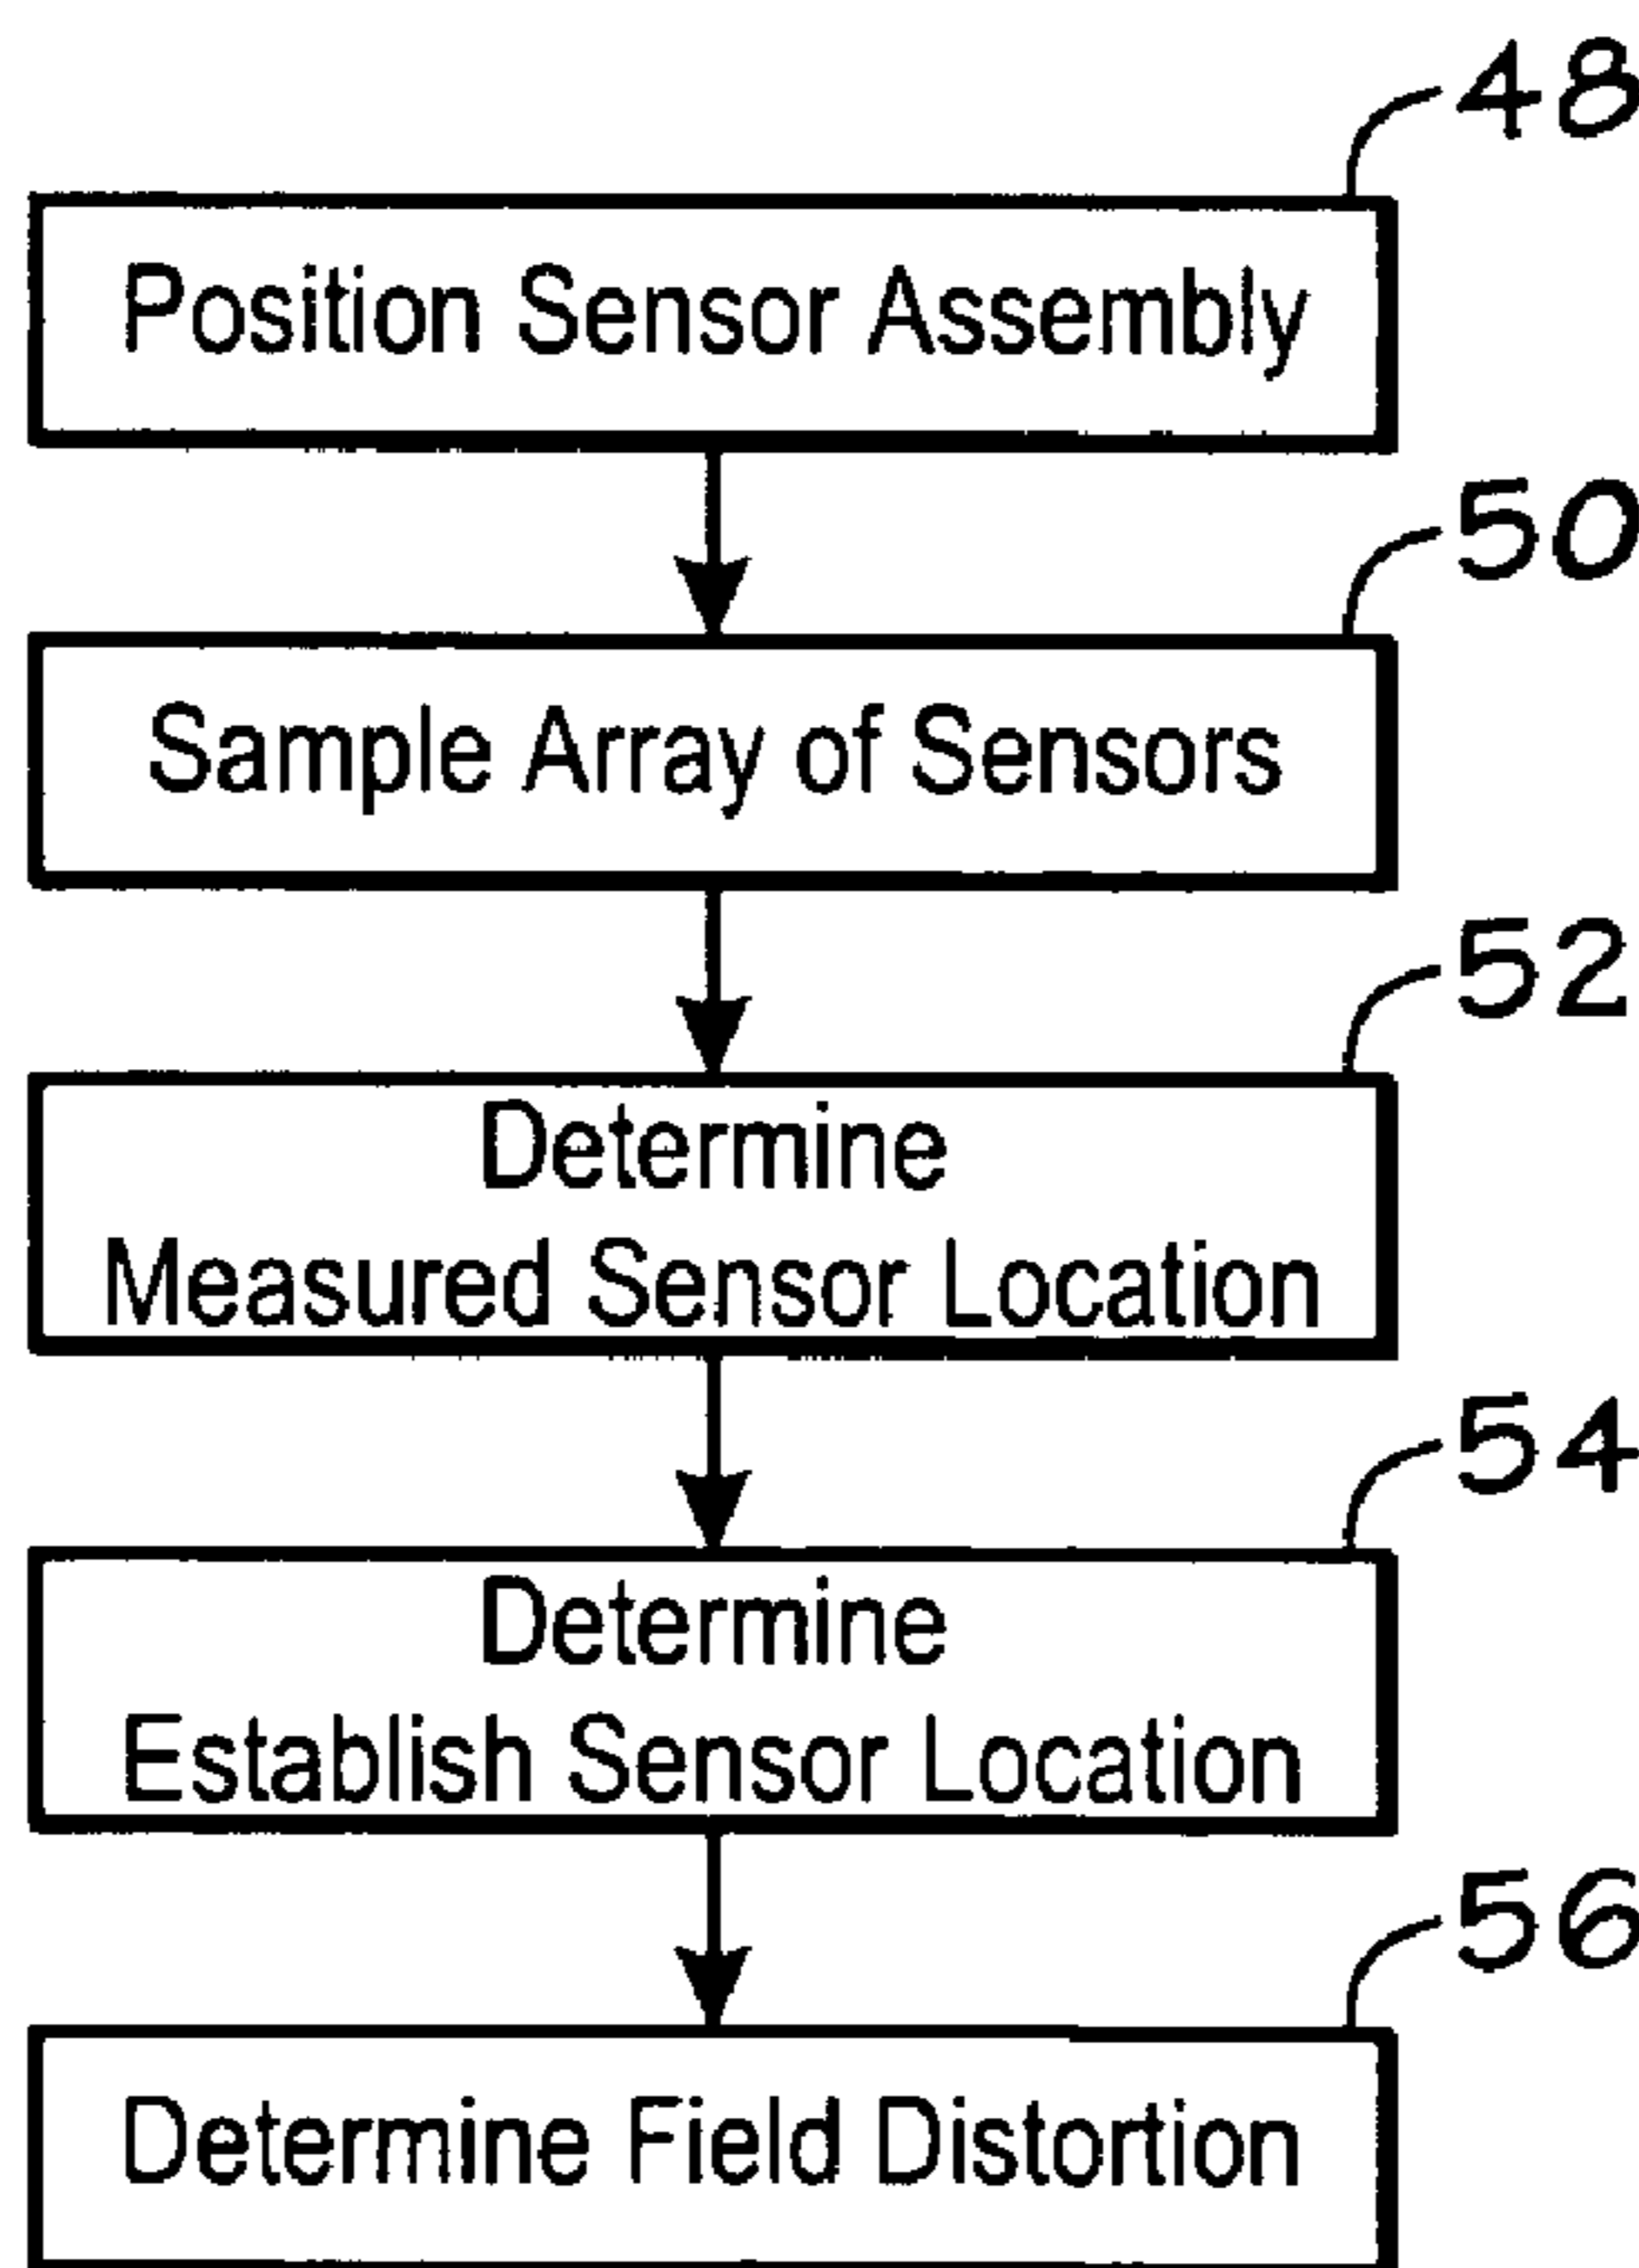 48
Position Sensor Assembly
50
Sample Array of Sensors
52
Determine
Measured Sensor Location
54
Determine
Establish Sensor Location
56
Determine Field Distortion